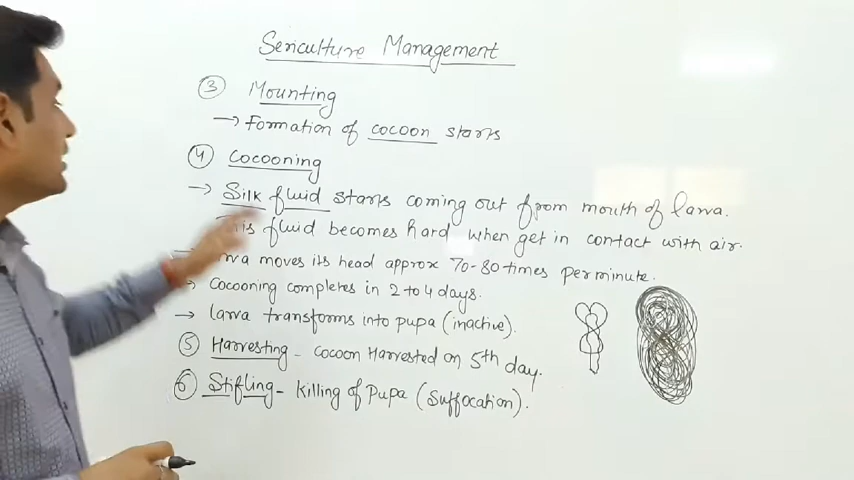 Sericulture Management
③ Mounting
→ Formation of cocoon starts
④ Cocooning
→ Silk fluid starts coming out from mouth of larva.
fluid becomes hard when get in contact with air.
moves its head approx 70-80 times per minute.
Cocooning completes in 2 to 4 days.
→ larva transforms into pupa (inactive).
⑤ Harvesting - cocoon Harvested on 5th day.
⑥ Stifling - Killing of Pupa (Suffocation).